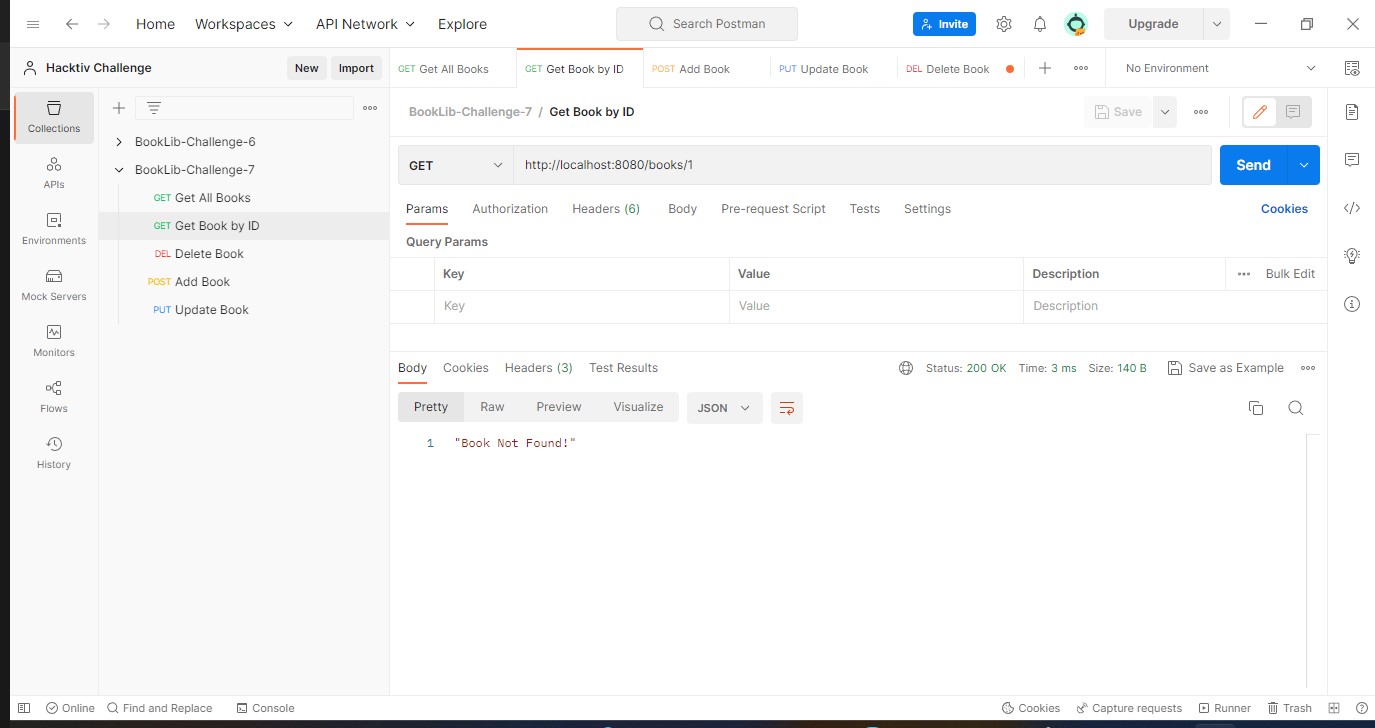 Home Workspaces API Network Explore Search Postman Invite Upgrade
Hacktiv Challenge New Import GET Get All Books GET Get Book by ID POST Add Book PUT Update Book DEL Delete Book No Environment
Collections
APIs
Environments
Mock Servers
Monitors
Flows
History
BookLib-Challenge-6
BookLib-Challenge-7
GET Get All Books
GET Get Book by ID
DEL Delete Book
POST Add Book
PUT Update Book
BookLib-Challenge-7 / Get Book by ID Save
GET http://localhost:8080/books/1 Send
Params Authorization Headers (6) Body Pre-request Script Tests Settings Cookies
Query Params
Key Value Description Bulk Edit
Key Value Description
Body Cookies Headers (3) Test Results Status: 200 OK Time: 3 ms Size: 140 B Save as Example
Pretty Raw Preview Visualize JSON
1 "Book Not Found!"
Online Find and Replace Console Cookies Capture requests Runner Trash